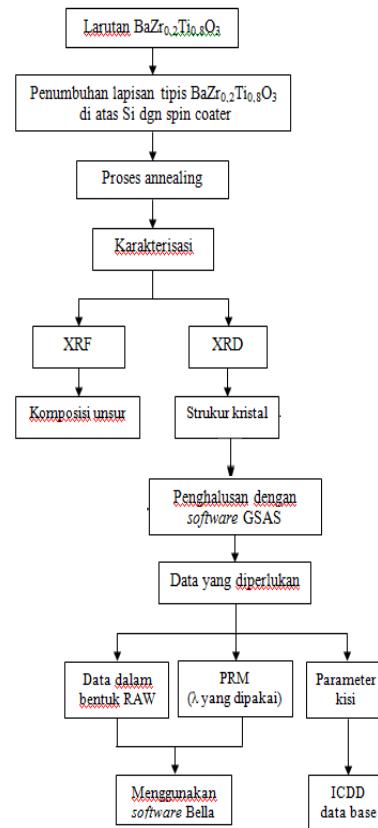 Larutan BaZr₀,₂Ti₀,₈O₃
Penumbuhan lapisan tipis BaZr₀,₂Ti₀,₈O₃
di atas Si dgn spin coater
Proses annealing
Karakterisasi
XRF
XRD
Komposisi unsur
Strukur kristal
Penghalusan dengan
software GSAS
Data yang diperlukan
Data dalam
bentuk RAW
PRM
(λ yang dipakai)
Parameter
kisi
Menggunakan
software Bella
ICDD
data base